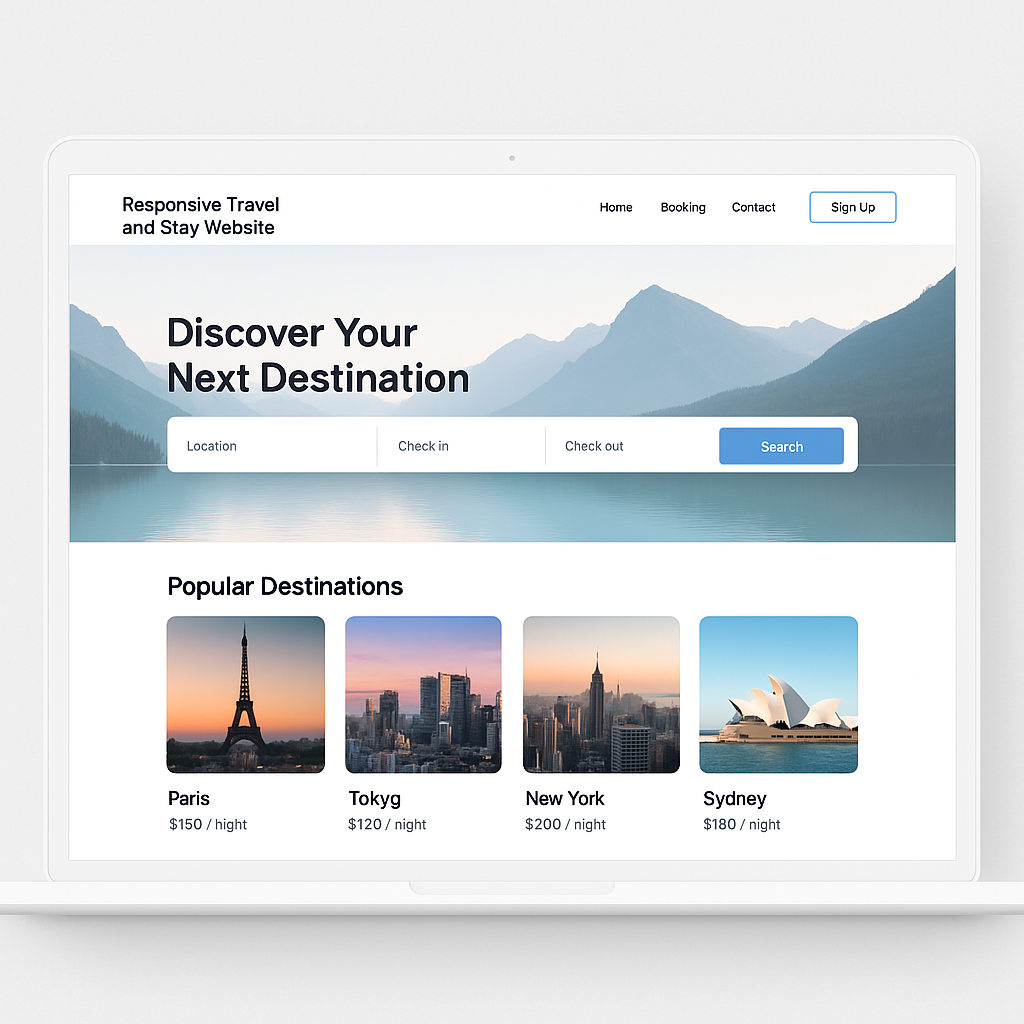 Responsive Travel
and Stay Website
Home Booking Contact Sign Up
Discover Your
Next Destination
Location Check in Check out Search
Popular Destinations
Paris Tokyg New York Sydney
$150 / hight $120 / night $200 / night $180 / night